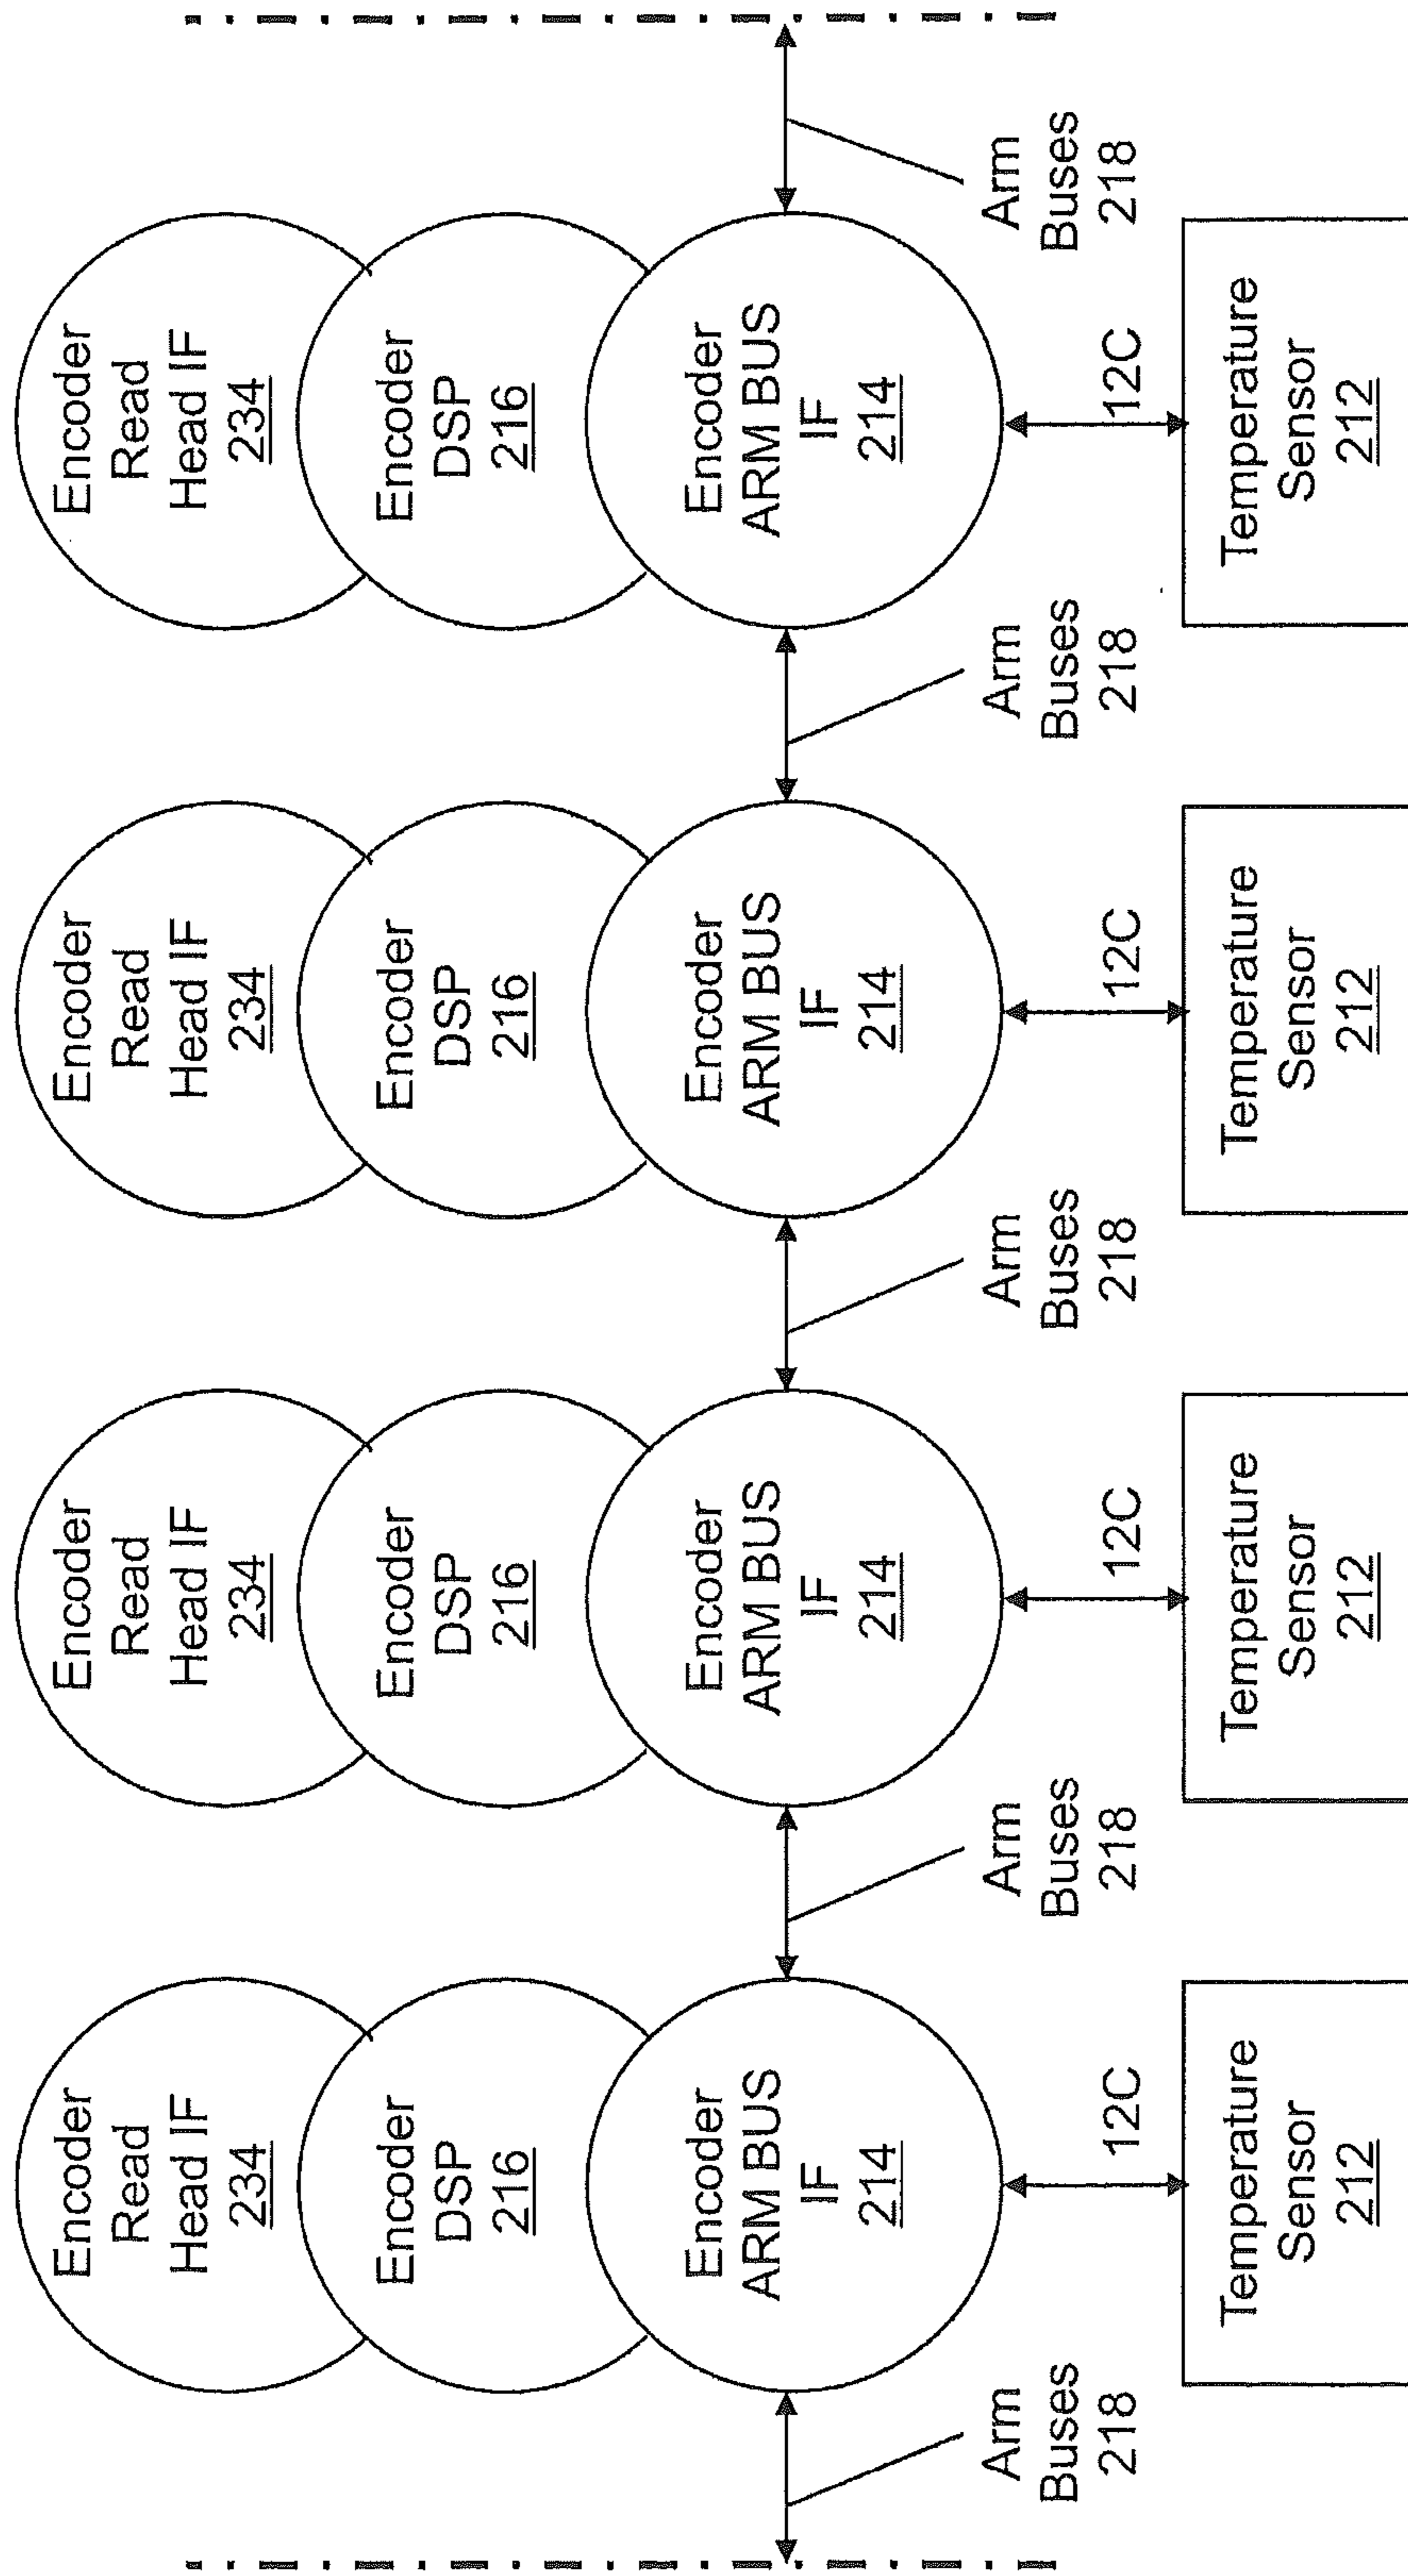 Encoder
Read
Head IF
234
Encoder
DSP
216
Encoder
ARM BUS
IF
214
Arm
Buses
218
12C
Temperature
Sensor
212
Encoder
Read
Head IF
234
Encoder
DSP
216
Encoder
ARM BUS
IF
214
Arm
Buses
218
12C
Temperature
Sensor
212
Encoder
Read
Head IF
234
Encoder
DSP
216
Encoder
ARM BUS
IF
214
Arm
Buses
218
12C
Temperature
Sensor
212
Encoder
Read
Head IF
234
Encoder
DSP
216
Encoder
ARM BUS
IF
214
Arm
Buses
218
12C
Temperature
Sensor
212
Arm
Buses
218